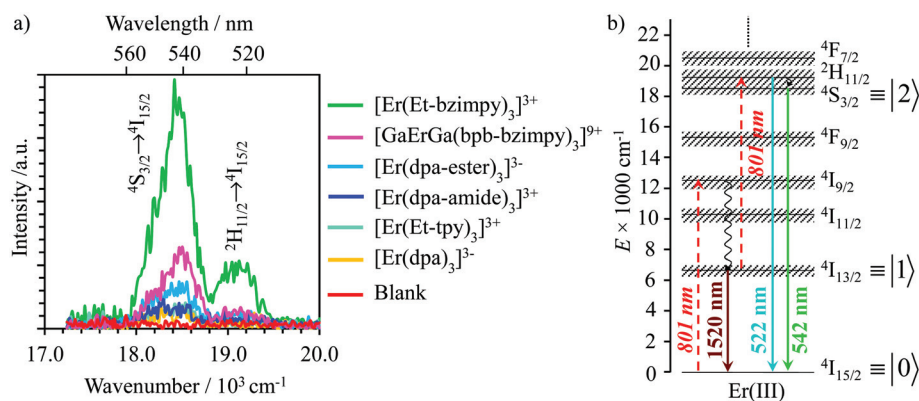 a)
Wavelength / nm
560 540 520
Intensity /a.u.
⁴S₃/₂→⁴I₁₅/₂
²H₁₁/₂→⁴I₁₅/₂
17.0 18.0 19.0 20.0
Wavenumber / 10³ cm⁻¹
[Er(Et-bzimpy)₃]³⁺
[GaErGa(bpb-bzimpy)₃]⁹⁺
[Er(dpa-ester)₃]³⁻
[Er(dpa-amide)₃]³⁺
[Er(Et-tpy)₃]³⁺
[Er(dpa)₃]³⁻
Blank
b)
E × 1000 cm⁻¹
22
20
18
16
14
12
10
8
6
4
2
0
801 nm
1520 nm
801 nm
522 nm
542 nm
⁴F₇/₂
²H₁₁/₂
⁴S₃/₂ ≡|2⟩
⁴F₉/₂
⁴I₉/₂
⁴I₁₁/₂
⁴I₁₃/₂ ≡|1⟩
⁴I₁₅/₂ ≡|0⟩
Er(III)